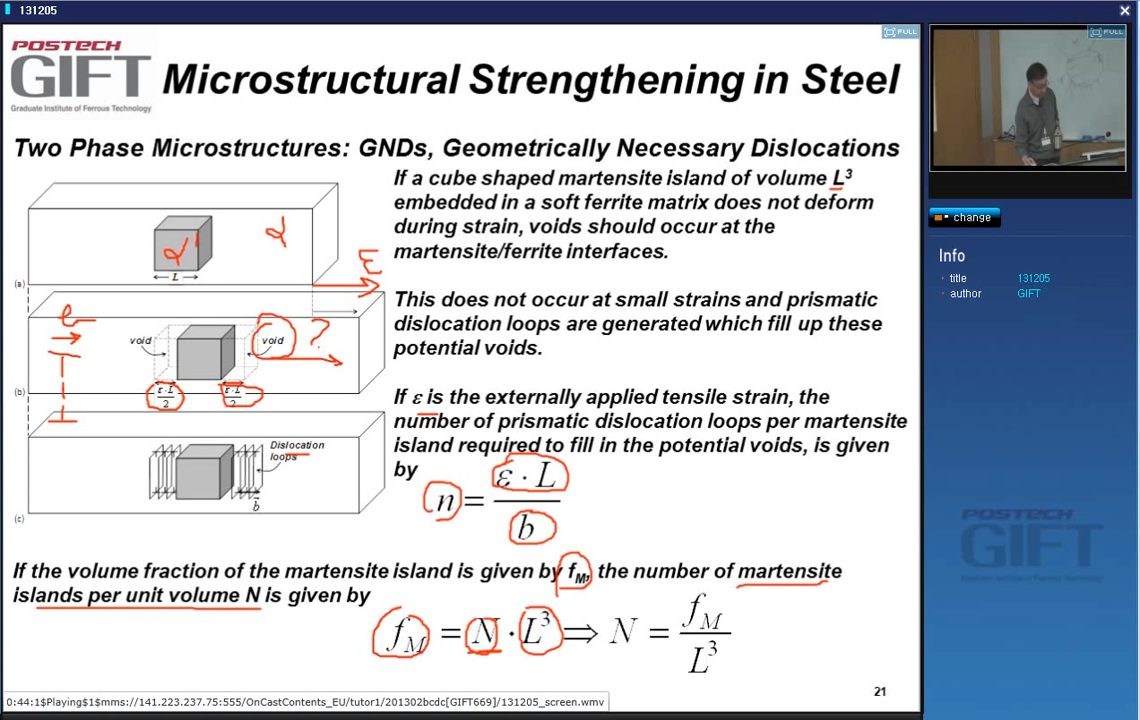 131205
FULL
FULL
POSTECH
GIFT
Graduate Institute of Ferrous Technology
Microstructural Strengthening in Steel
Two Phase Microstructures: GNDs, Geometrically Necessary Dislocations
If a cube shaped martensite island of volume L³
embedded in a soft ferrite matrix does not deform
during strain, voids should occur at the
martensite/ferrite interfaces.
This does not occur at small strains and prismatic
dislocation loops are generated which fill up these
potential voids.
If ε is the externally applied tensile strain, the
number of prismatic dislocation loops per martensite
island required to fill in the potential voids, is given
by
n = ε · L / b
α' α
L
(a)
ε
void void ?
ε·L/2 ε·L/2
(b)
Dislocation
loops
b
(c)
If the volume fraction of the martensite island is given by f_M, the number of martensite
islands per unit volume N is given by
f_M = N · L³ ⇒ N = f_M / L³
21
0:44:1$Playing$1$mms://141.223.237.75:555/OnCastContents_EU/tutor1/201302bcdc[GIFT669]/131205_screen.wmv
change
Info
title 131205
author GIFT
POSTECH
GIFT